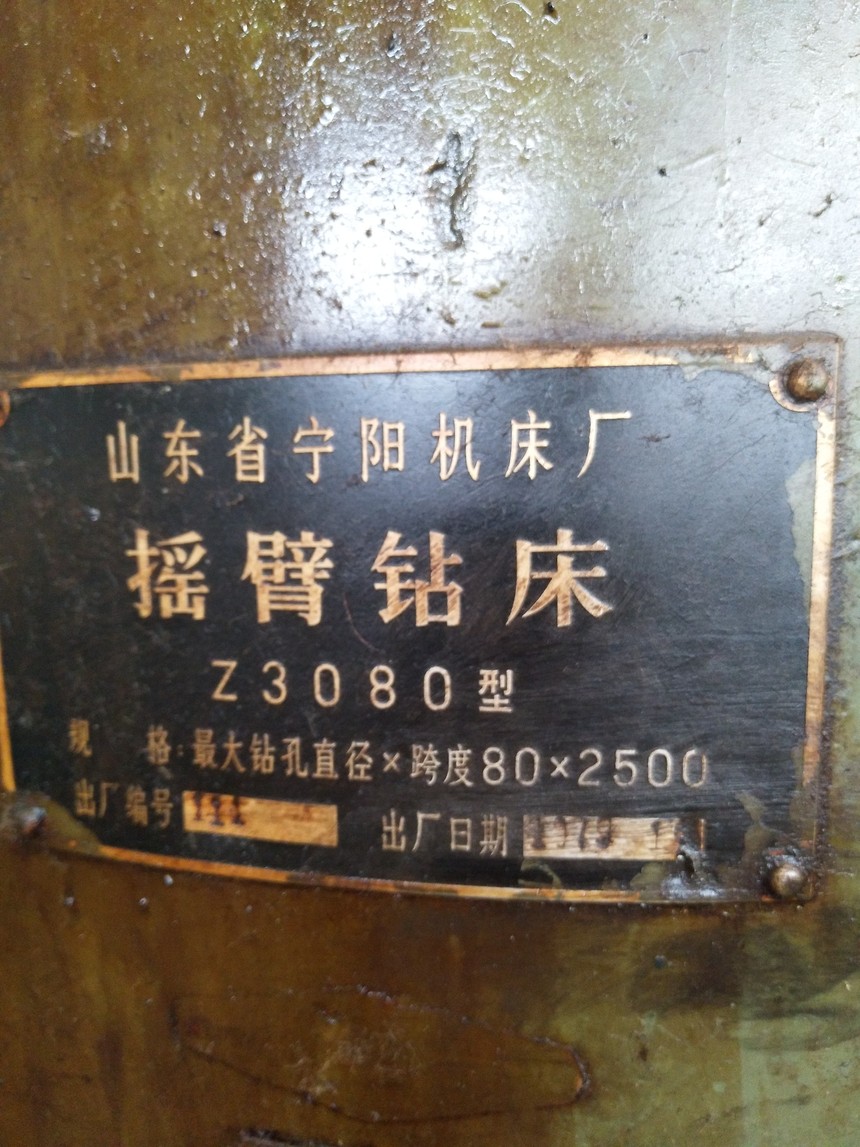 山东省宁阳机床厂
摇臂钻床
Z3080型
规 格:最大钻孔直径×跨度80×2500
出厂编号 出厂日期